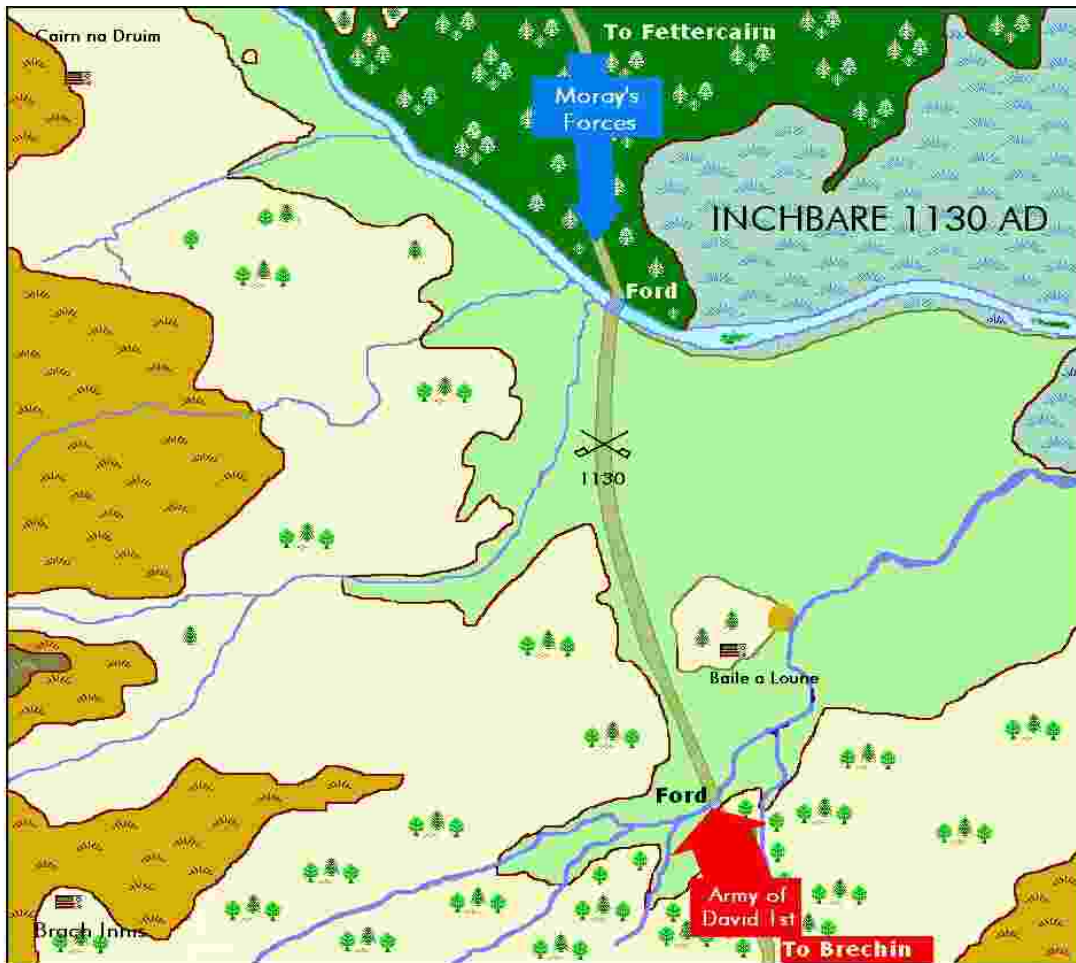 To Fettercairn
Cairn na Druim
Moray's
Forces
INCHBARE 1130 AD
Ford
1130
Baile a Loune
Ford
Army of
David 1st
Brach Innis
To Brechin